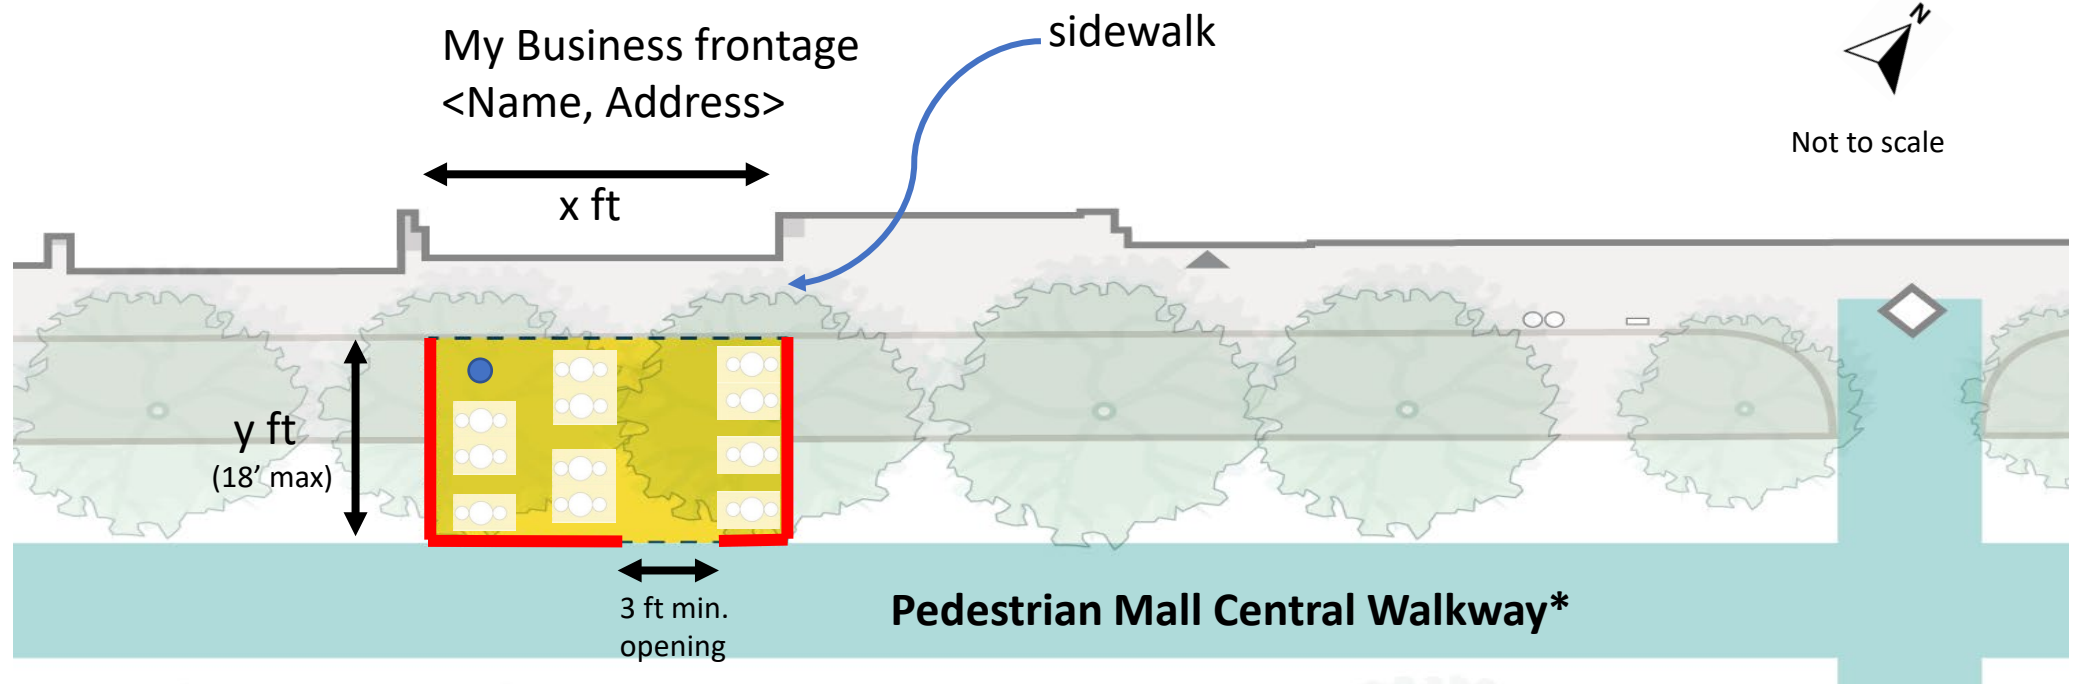 My Business frontage
<Name, Address>
sidewalk
N
Not to scale
x ft
y ft
(18’ max)
3 ft min.
opening
Pedestrian Mall Central Walkway*